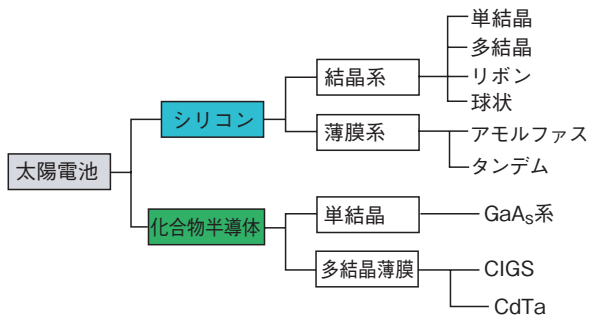 太陽電池
シリコン
結晶系
単結晶
多結晶
リボン
球状
薄膜系
アモルファス
タンデム
化合物半導体
単結晶
GaAs系
多結晶薄膜
CIGS
CdTa